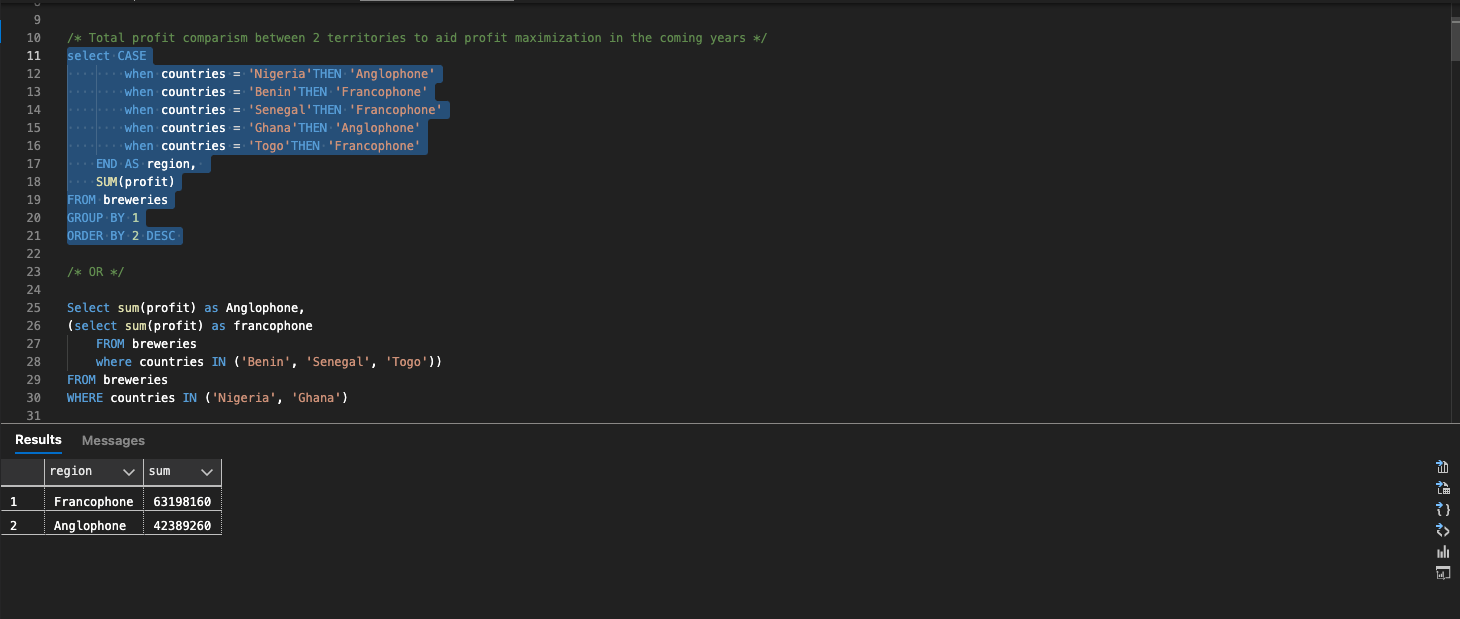 9
10 /* Total profit comparism between 2 territories to aid profit maximization in the coming years */
11 select CASE
12 when countries = 'Nigeria'THEN 'Anglophone'
13 when countries = 'Benin'THEN 'Francophone'
14 when countries = 'Senegal'THEN 'Francophone'
15 when countries = 'Ghana'THEN 'Anglophone'
16 when countries = 'Togo'THEN 'Francophone'
17 END AS region,
18 SUM(profit)
19 FROM breweries
20 GROUP BY 1
21 ORDER BY 2 DESC
22
23 /* OR */
24
25 Select sum(profit) as Anglophone,
26 (select sum(profit) as francophone
27 FROM breweries
28 where countries IN ('Benin', 'Senegal', 'Togo'))
29 FROM breweries
30 WHERE countries IN ('Nigeria', 'Ghana')
31
Results Messages
region sum
1 Francophone 63198160
2 Anglophone 42389260